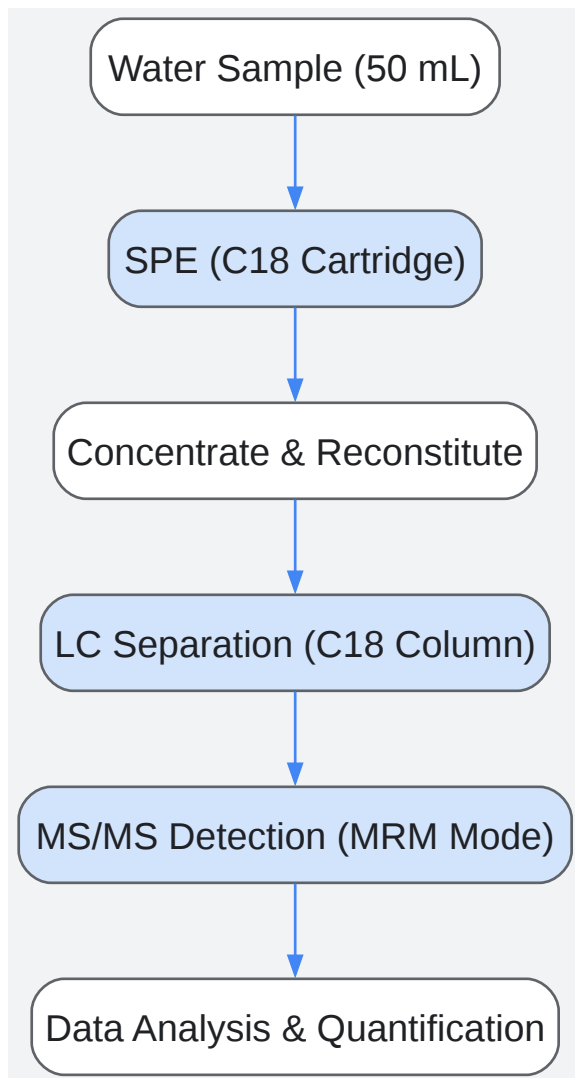 Water Sample (50 mL)
SPE (C18 Cartridge)
Concentrate & Reconstitute
LC Separation (C18 Column)
MS/MS Detection (MRM Mode)
Data Analysis & Quantification